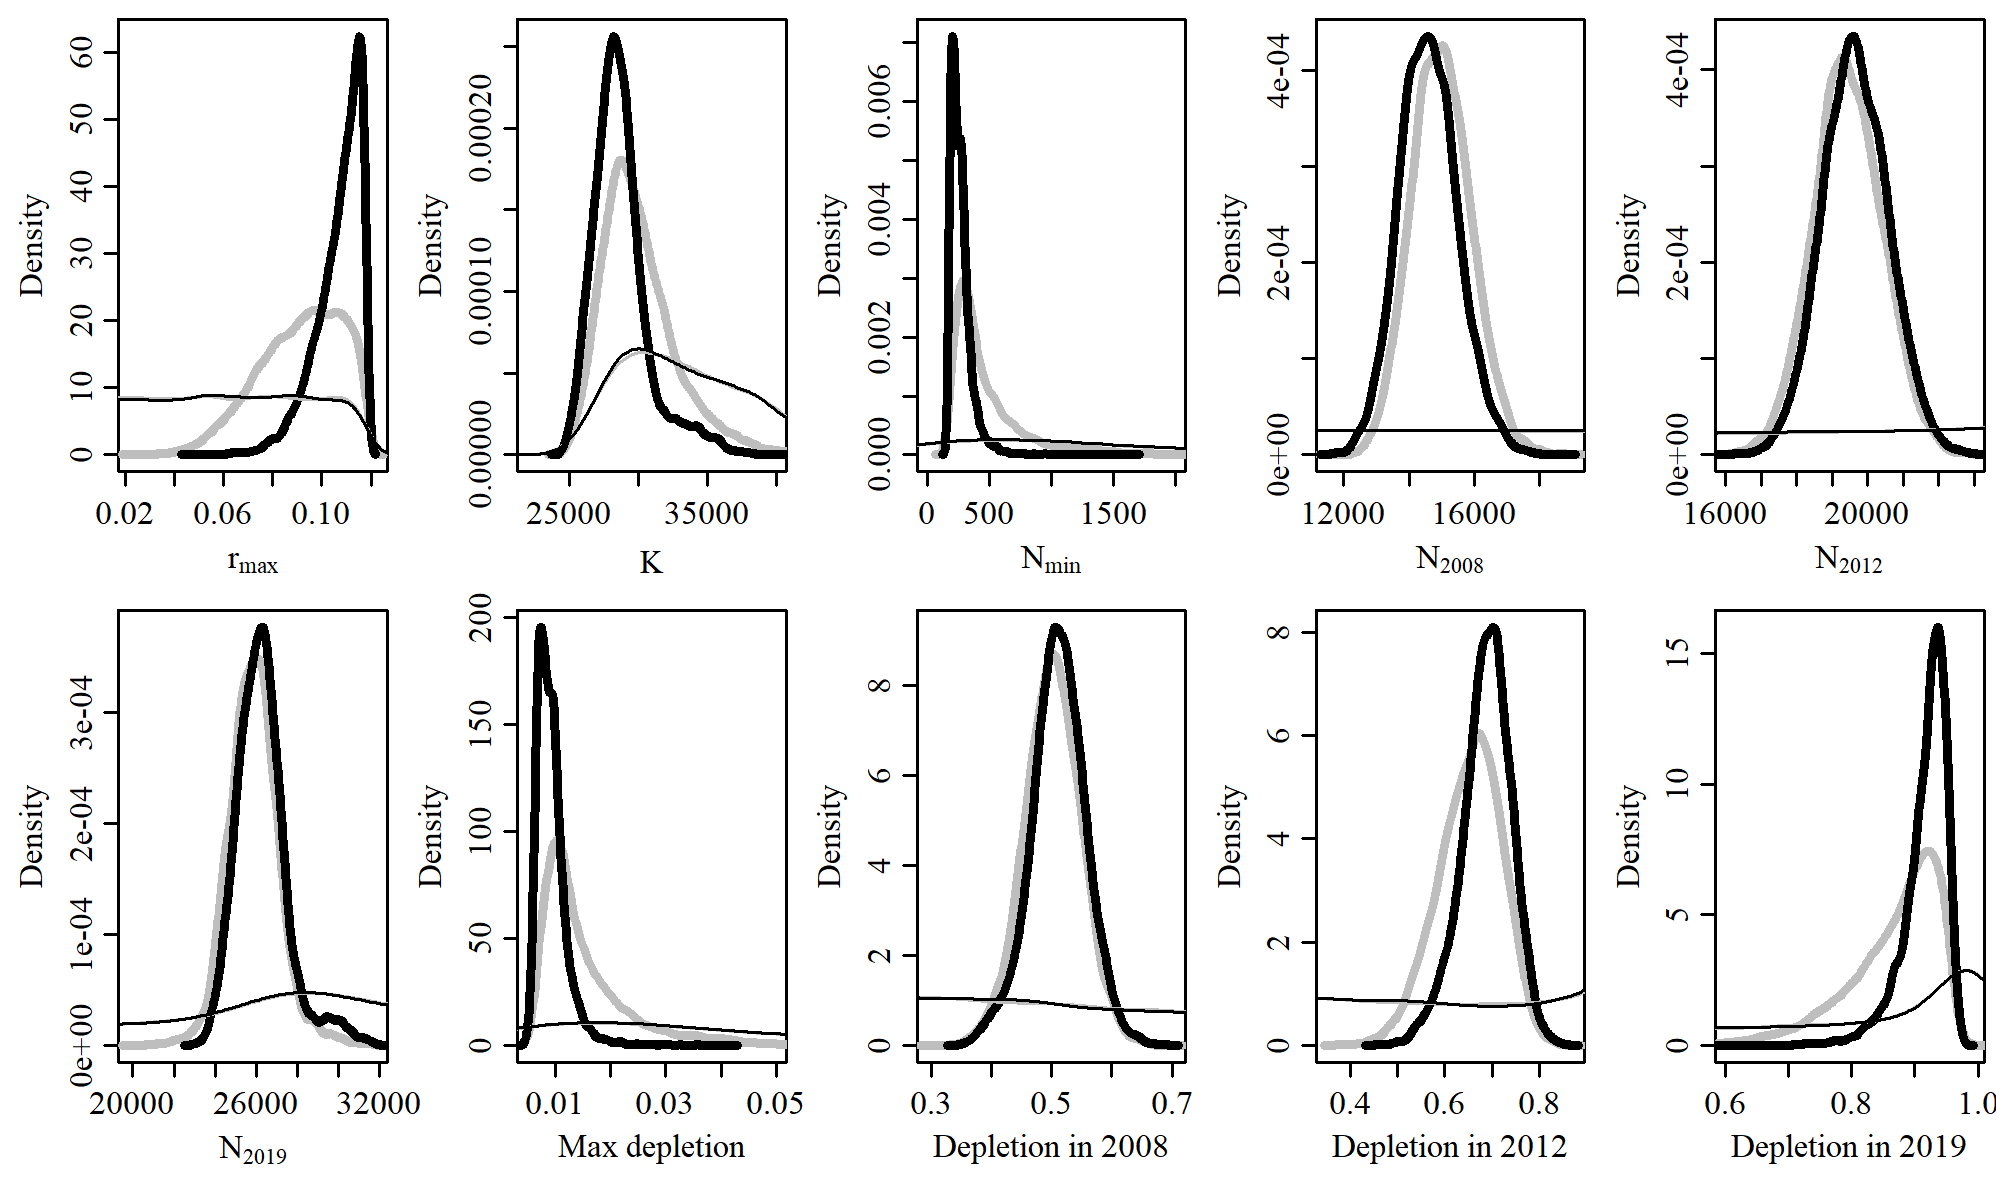 Density
0 10 20 30 40 50 60
0.02 0.06 0.10
rmax
Density
0.00000 0.00010 0.00020
25000 35000
K
Density
0.000 0.002 0.004 0.006
0 500 1500
Nmin
Density
0e+00 2e-04 4e-04
12000 16000
N2008
Density
0e+00 2e-04 4e-04
16000 20000
N2012
Density
0e+00 1e-04 2e-04 3e-04
20000 26000 32000
N2019
Density
0 50 100 150 200
0.01 0.03 0.05
Max depletion
Density
0 2 4 6 8
0.3 0.5 0.7
Depletion in 2008
Density
0 2 4 6 8
0.4 0.6 0.8
Depletion in 2012
Density
0 5 10 15
0.6 0.8 1.0
Depletion in 2019